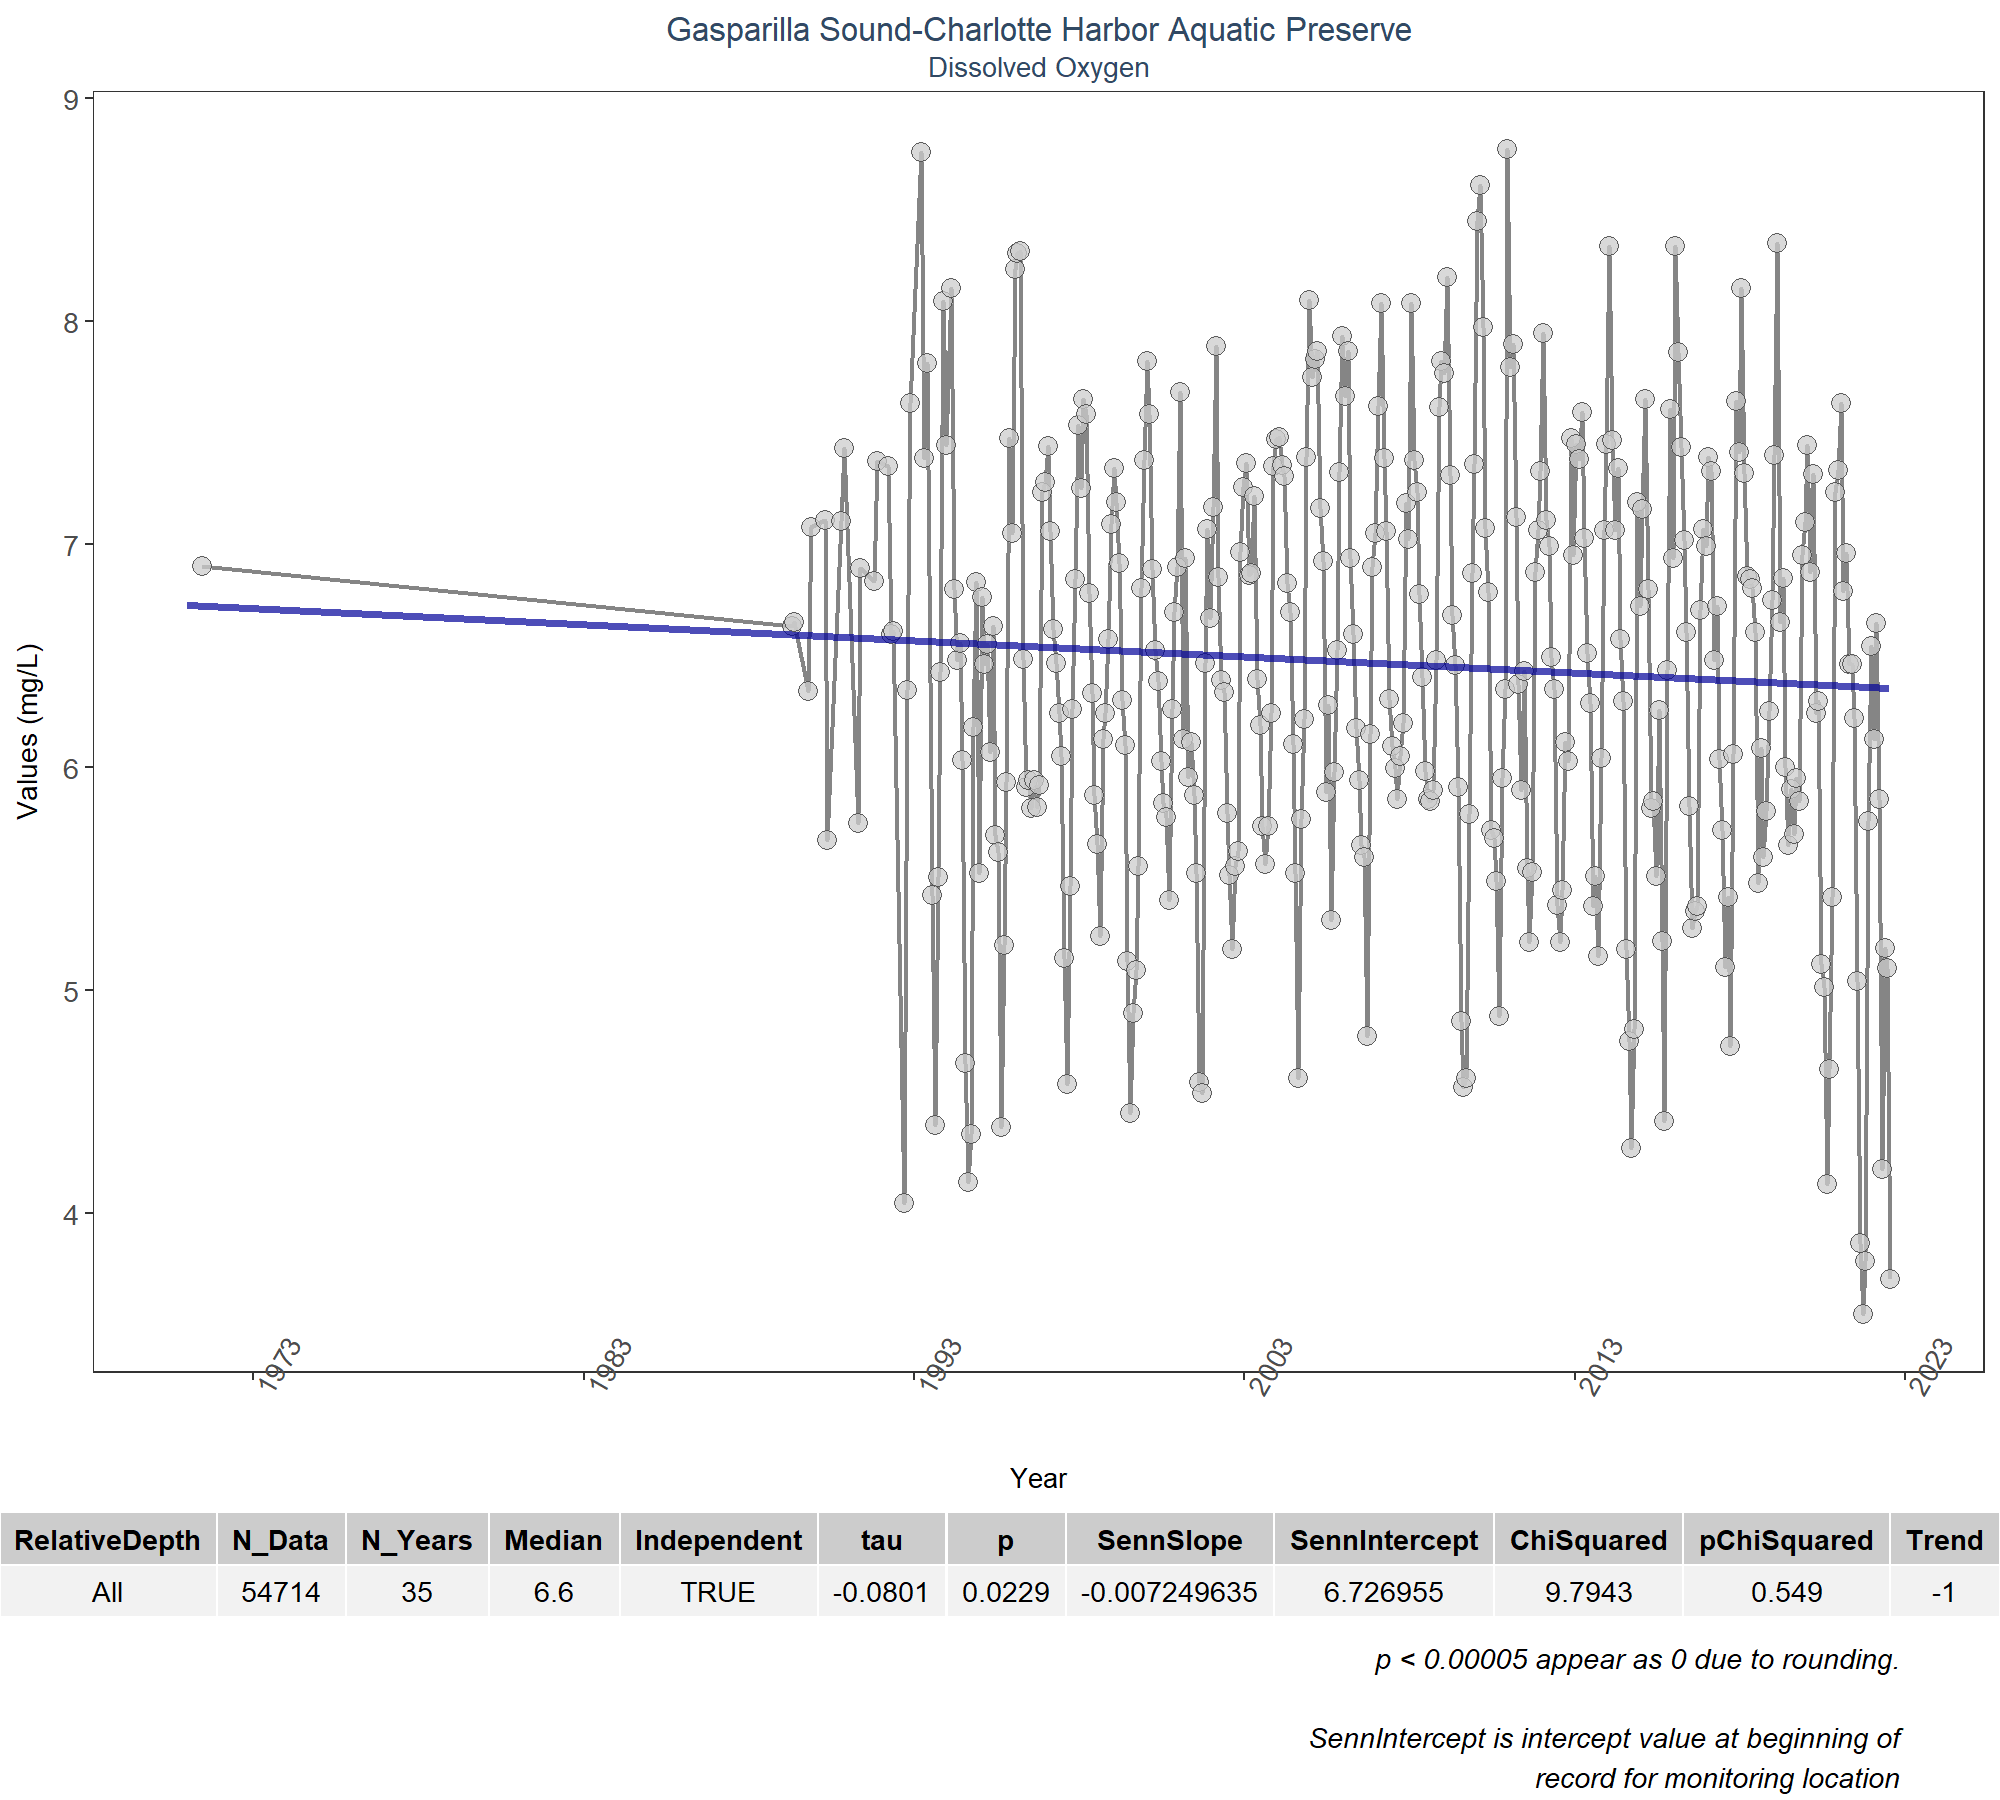 Gasparilla Sound-Charlotte Harbor Aquatic Preserve
Dissolved Oxygen
9
8
7
6
5
4
Values (mg/L)
1973
1983
1993
2003
2013
2023
Year
RelativeDepth N_Data N_Years Median Independent tau p SennSlope SennIntercept ChiSquared pChiSquared Trend
All 54714 35 6.6 TRUE -0.0801 0.0229 -0.007249635 6.726955 9.7943 0.549 -1
p < 0.00005 appear as 0 due to rounding.
SennIntercept is intercept value at beginning of
record for monitoring location